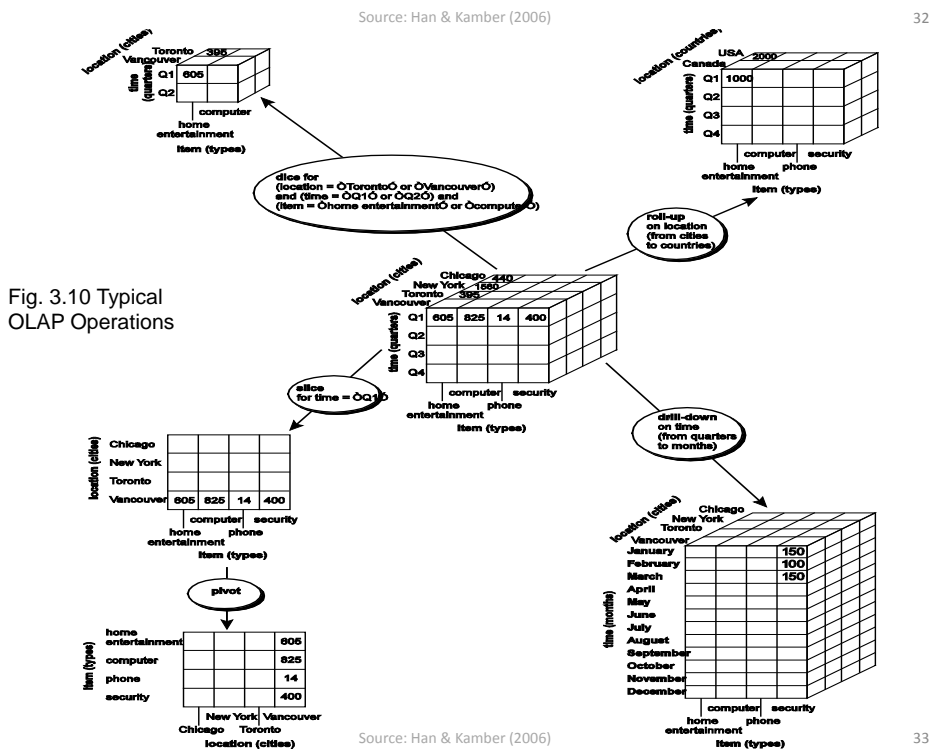 Source: Han & Kamber (2006)
32
location (cities)
Toronto 395
Vancouver
Q1 605
Q2
time
(quarters)
computer
home
entertainment
item (types)
location (countries)
USA 2000
Canada
Q1 1000
Q2
Q3
Q4
time (quarters)
computer security
home phone
entertainment
item (types)
dice for
(location = ÒTorontoÓ or ÒVancouverÓ)
and (time = ÒQ1Ó or ÒQ2Ó) and
(item = Òhome entertainmentÓ or ÒcomputerÓ)
roll-up
on location
(from cities
to countries)
Fig. 3.10 Typical
OLAP Operations
location (cities)
Chicago 440
New York 1560
Toronto 395
Vancouver
Q1 605 825 14 400
Q2
Q3
Q4
time (quarters)
computer security
home phone
entertainment
item (types)
slice
for time = ÒQ1Ó
drill-down
on time
(from quarters
to months)
location (cities)
Chicago
New York
Toronto
Vancouver 605 825 14 400
computer security
home phone
entertainment
item (types)
pivot
item (types)
home
entertainment 605
computer 825
phone 14
security 400
New York Vancouver
Chicago Toronto
location (cities)
location (cities)
Chicago
New York
Toronto
Vancouver
time (months)
January 150
February 100
March 150
April
May
June
July
August
September
October
November
December
computer security
home phone
entertainment
item (types)
Source: Han & Kamber (2006)
33